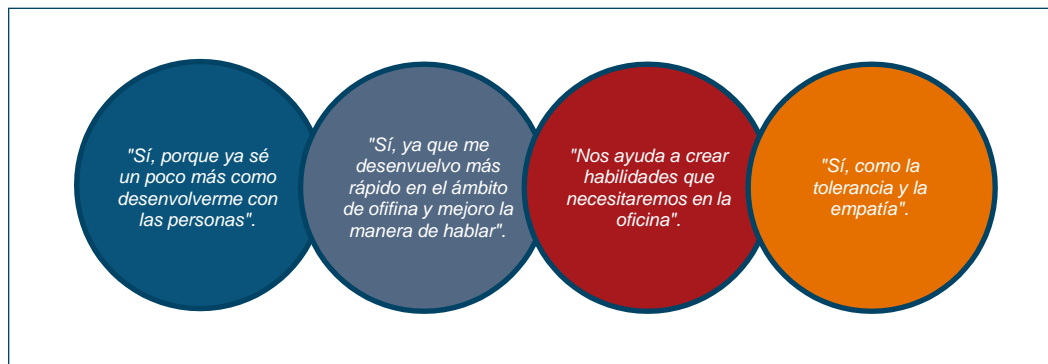 "Sí, porque ya sé
un poco más como
desenvolverme con
las personas".
"Sí, ya que me
desenvuelvo más
rápido en el ámbito
de ofifina y mejoro la
manera de hablar".
"Nos ayuda a crear
habilidades que
necesitaremos en la
oficina".
"Sí, como la
tolerancia y la
empatía".